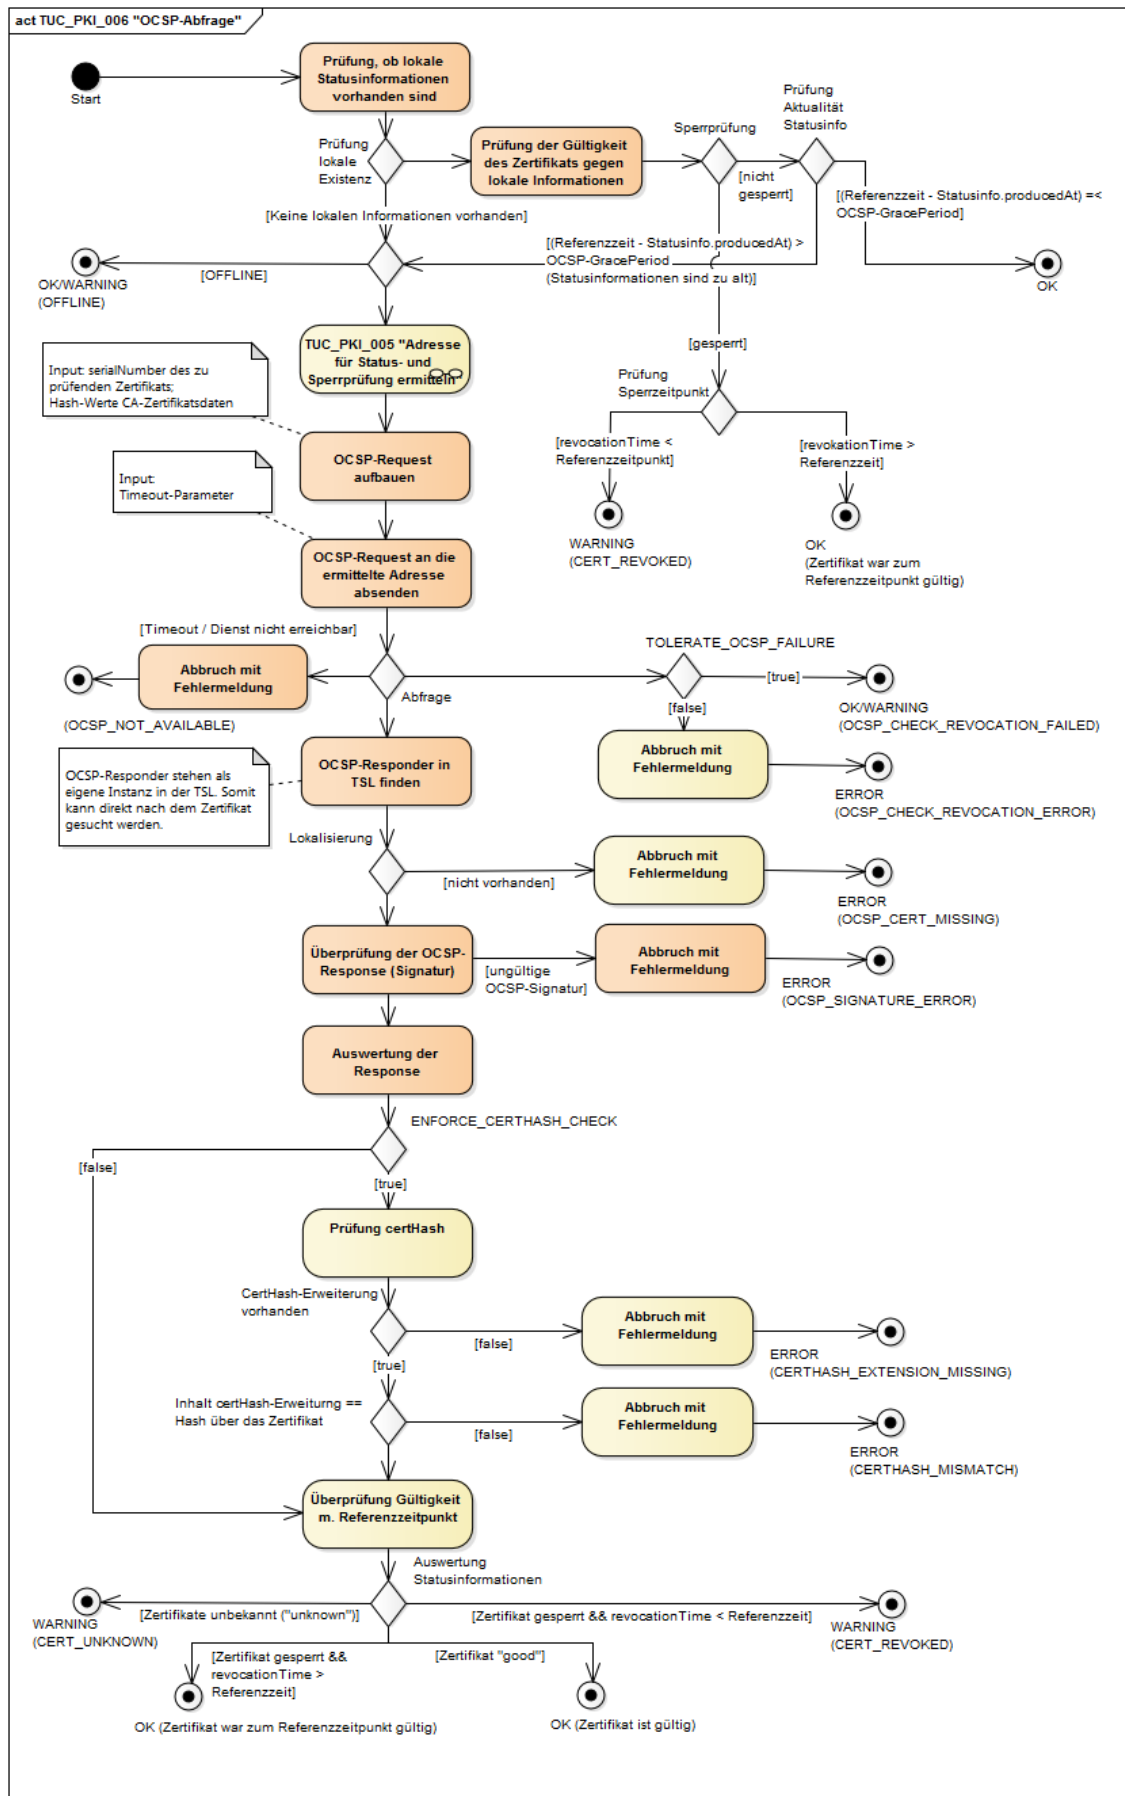 act TUC_PKI_006 "OCSP-Abfrage"
Start
Prüfung, ob lokale
Statusinformationen
vorhanden sind
Prüfung
lokale
Existenz
Prüfung der Gültigkeit
des Zertifikats gegen
lokale Informationen
Sperrprüfung
Prüfung
Aktualität
Statusinfo
[nicht
gesperrt]
[(Referenzzeit - Statusinfo.producedAt) =<
OCSP-GracePeriod]
OK
[Keine lokalen Informationen vorhanden]
[(Referenzzeit - Statusinfo.producedAt) >
OCSP-GracePeriod
(Statusinformationen sind zu alt)]
[OFFLINE]
OK/WARNING
(OFFLINE)
TUC_PKI_005 "Adresse
für Status- und
Sperrprüfung ermitteln"
[gesperrt]
Prüfung
Sperrzeitpunkt
[revocationTime <
Referenzzeitpunkt]
[revokationTime >
Referenzzeit]
WARNING
(CERT_REVOKED)
OK
(Zertifikat war zum
Referenzzeitpunkt gültig)
Input: serialNumber des zu
prüfenden Zertifikats;
Hash-Werte CA-Zertifikatsdaten
OCSP-Request
aufbauen
Input:
Timeout-Parameter
OCSP-Request an die
ermittelte Adresse
absenden
[Timeout / Dienst nicht erreichbar]
Abbruch mit
Fehlermeldung
(OCSP_NOT_AVAILABLE)
Abfrage
TOLERATE_OCSP_FAILURE
[true]
OK/WARNING
(OCSP_CHECK_REVOCATION_FAILED)
[false]
Abbruch mit
Fehlermeldung
ERROR
(OCSP_CHECK_REVOCATION_ERROR)
OCSP-Responder stehen als
eigene Instanz in der TSL. Somit
kann direkt nach dem Zertifikat
gesucht werden.
OCSP-Responder in
TSL finden
Lokalisierung
[nicht vorhanden]
Abbruch mit
Fehlermeldung
ERROR
(OCSP_CERT_MISSING)
Überprüfung der OCSP-
Response (Signatur)
[ungültige
OCSP-Signatur]
Abbruch mit
Fehlermeldung
ERROR
(OCSP_SIGNATURE_ERROR)
Auswertung der
Response
ENFORCE_CERTHASH_CHECK
[false]
[true]
Prüfung certHash
CertHash-Erweiterung
vorhanden
[false]
Abbruch mit
Fehlermeldung
ERROR
(CERTHASH_EXTENSION_MISSING)
[true]
Inhalt certHash-Erweiturng ==
Hash über das Zertifikat
[false]
Abbruch mit
Fehlermeldung
ERROR
(CERTHASH_MISMATCH)
Überprüfung Gültigkeit
m. Referenzzeitpunkt
Auswertung
Statusinformationen
[Zertifikate unbekannt ("unknown")]
WARNING
(CERT_UNKNOWN)
[Zertifikat gesperrt && revocationTime < Referenzzeit]
WARNING
(CERT_REVOKED)
[Zertifikat gesperrt &&
revocationTime >
Referenzzeit]
[Zertifikat "good"]
OK (Zertifikat war zum Referenzzeitpunkt gültig)
OK (Zertifikat ist gültig)